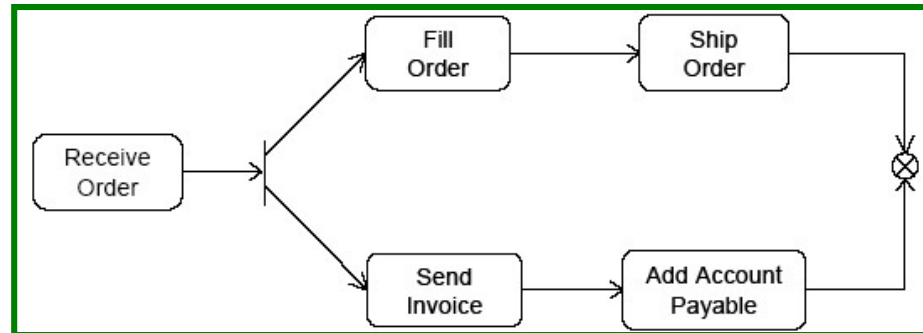 Receive
Order
Fill
Order
Ship
Order
Send
Invoice
Add Account
Payable